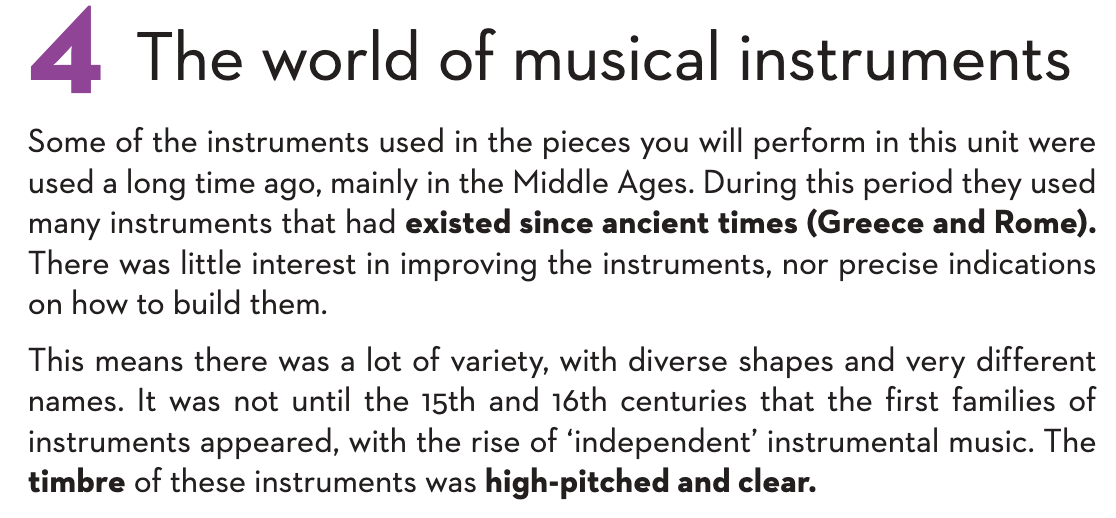 4 The world of musical instruments
Some of the instruments used in the pieces you will perform in this unit were
used a long time ago, mainly in the Middle Ages. During this period they used
many instruments that had existed since ancient times (Greece and Rome).
There was little interest in improving the instruments, nor precise indications
on how to build them.
This means there was a lot of variety, with diverse shapes and very different
names. It was not until the 15th and 16th centuries that the first families of
instruments appeared, with the rise of ‘independent’ instrumental music. The
timbre of these instruments was high-pitched and clear.